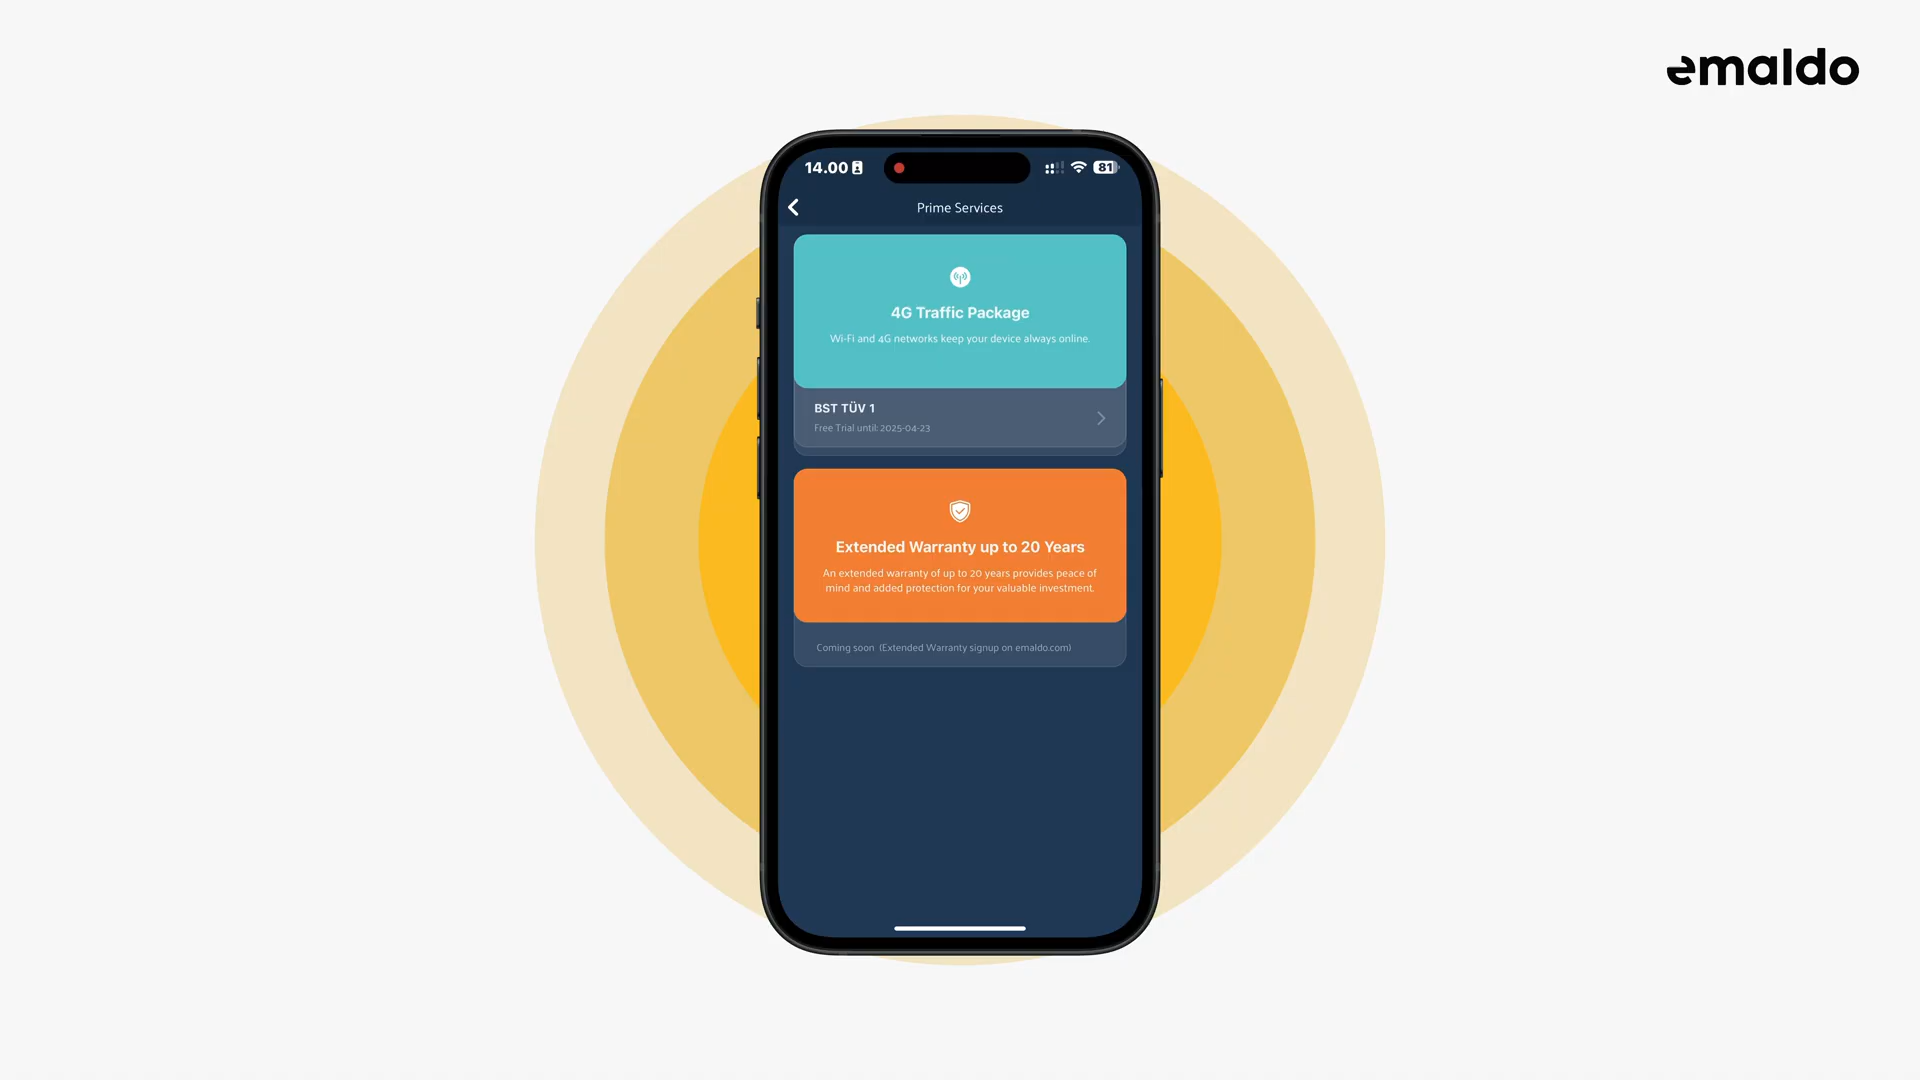 emaldo
14.00
81
Prime Services
4G Traffic Package
Wi-Fi and 4G networks keep your device always online.
BST TÜV 1
Free Trial until: 2025-04-23
Extended Warranty up to 20 Years
An extended warranty of up to 20 years provides peace of
mind and added protection for your valuable investment.
Coming soon (Extended Warranty signup on emaldo.com)